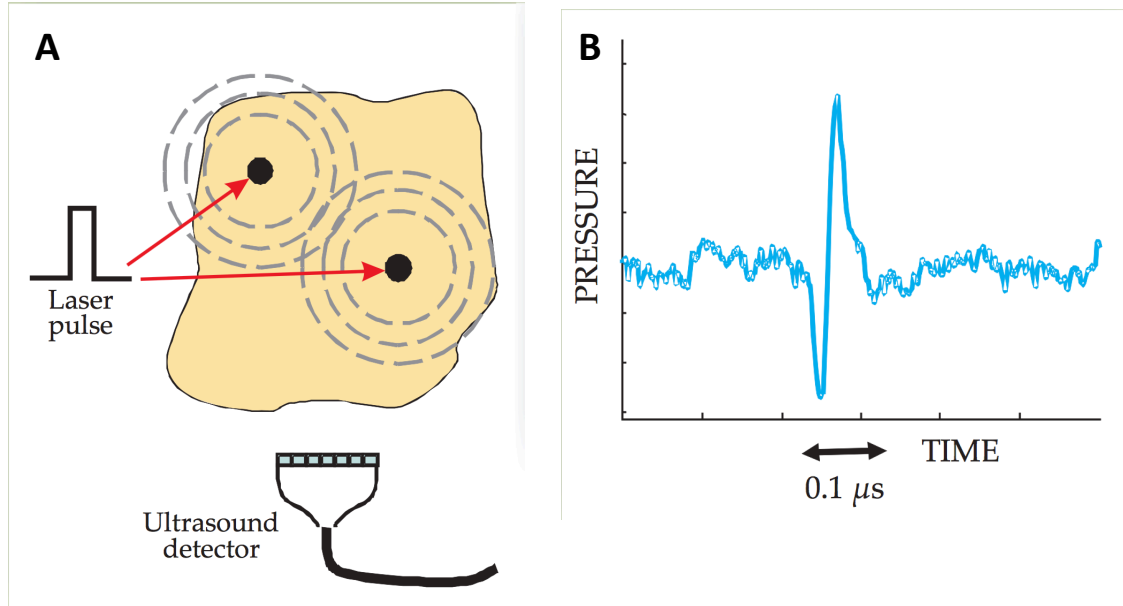 A
Laser
pulse
Ultrasound
detector
B
PRESSURE
TIME
0.1 μs